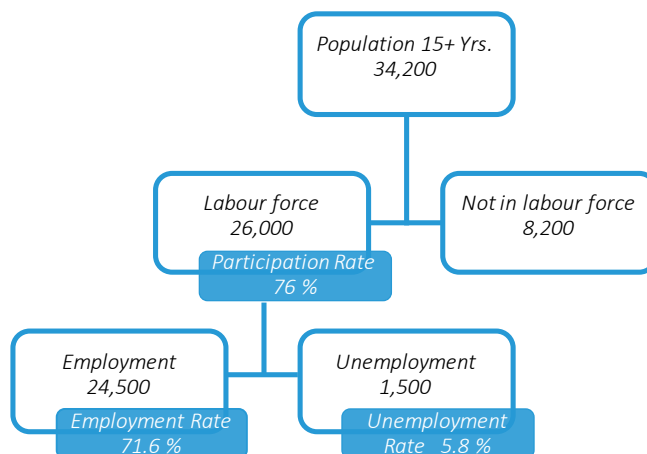 Population 15+ Yrs.
34,200
Labour force
26,000
Participation Rate
76 %
Not in labour force
8,200
Employment
24,500
Employment Rate
71.6 %
Unemployment
1,500
Unemployment
Rate 5.8 %